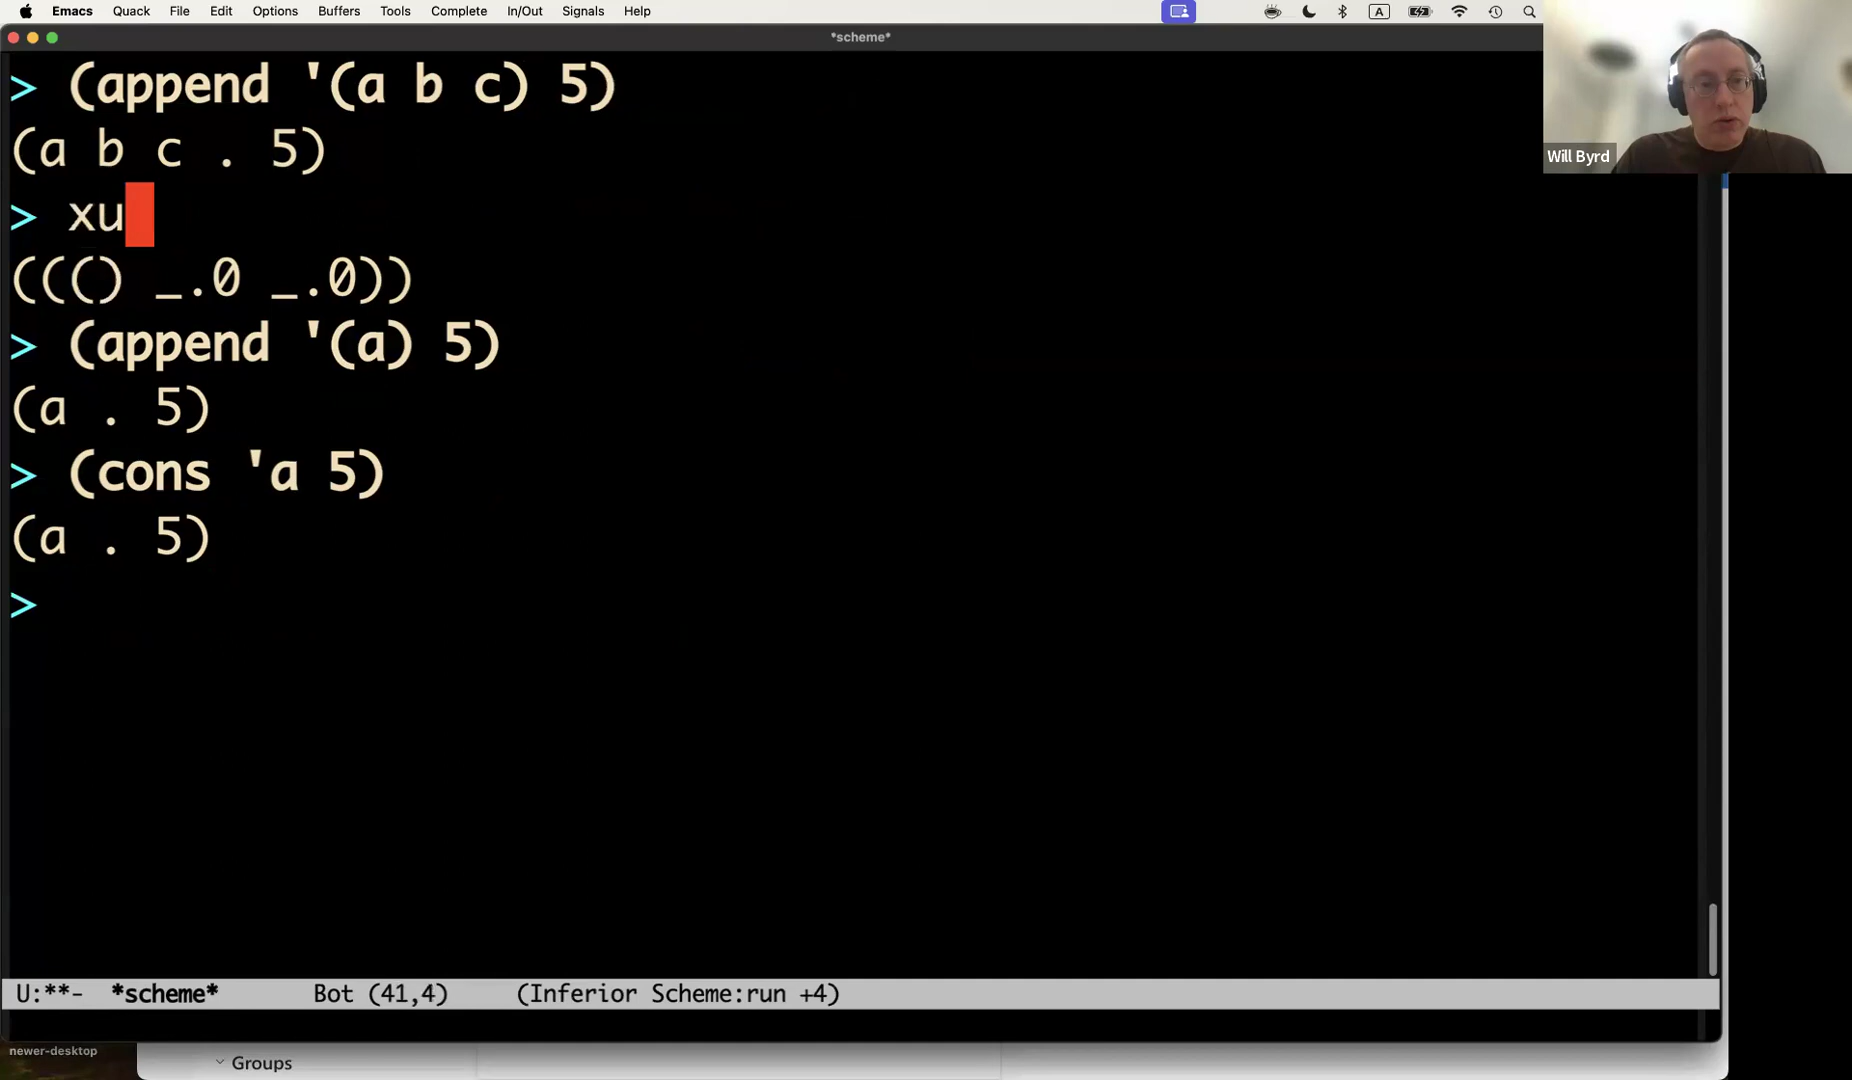 Emacs Quack File Edit Options Buffers Tools Complete In/Out Signals Help A
*scheme*
> (append '(a b c) 5)
(a b c . 5)
> xu
((() _.0 _.0))
> (append '(a) 5)
(a . 5)
> (cons 'a 5)
(a . 5)
>
Will Byrd
U:**- *scheme* Bot (41,4) (Inferior Scheme:run +4)
newer-desktop
Groups